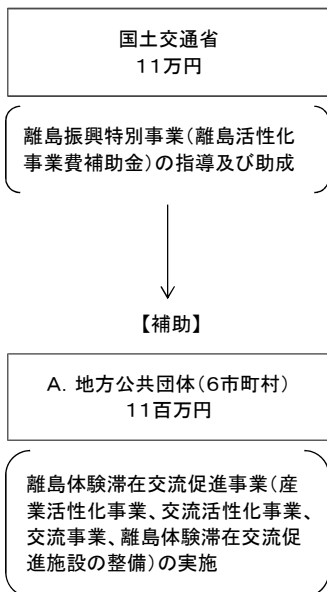 国土交通省
11万円
離島振興特別事業(離島活性化
事業費補助金)の指導及び助成
【補助】
A. 地方公共団体(6市町村)
11百万円
離島体験滞在交流促進事業(産
業活性化事業、交流活性化事業、
交流事業、離島体験滞在交流促
進施設の整備)の実施